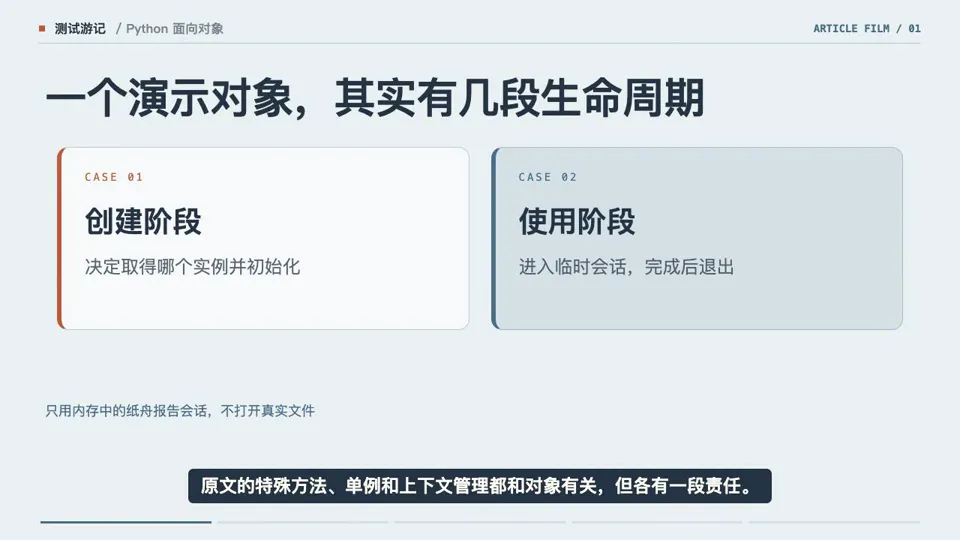 测试游记 / Python 面向对象
ARTICLE FILM / 01
一个演示对象，其实有几段生命周期
CASE 01
创建阶段
决定取得哪个实例并初始化
CASE 02
使用阶段
进入临时会话，完成后退出
只用内存中的纸舟报告会话，不打开真实文件
原文的特殊方法、单例和上下文管理都和对象有关，但各有一段责任。